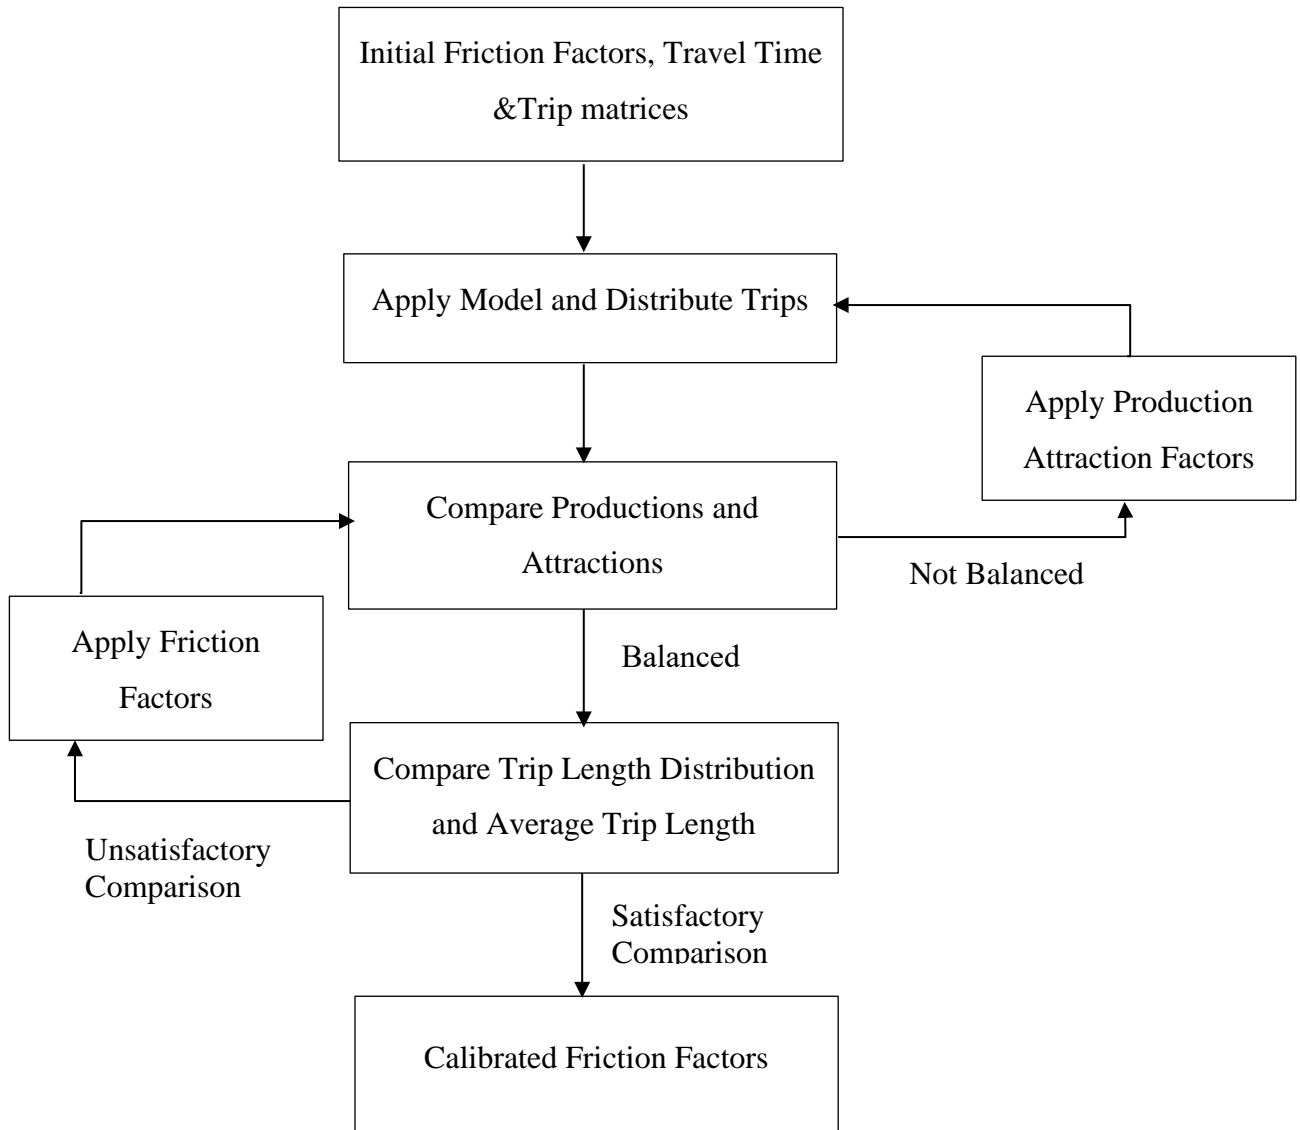 Initial Friction Factors, Travel Time
&Trip matrices
Apply Model and Distribute Trips
Apply Production
Attraction Factors
Compare Productions and
Attractions
Not Balanced
Apply Friction
Factors
Balanced
Compare Trip Length Distribution
and Average Trip Length
Unsatisfactory
Comparison
Satisfactory
Comparison
Calibrated Friction Factors